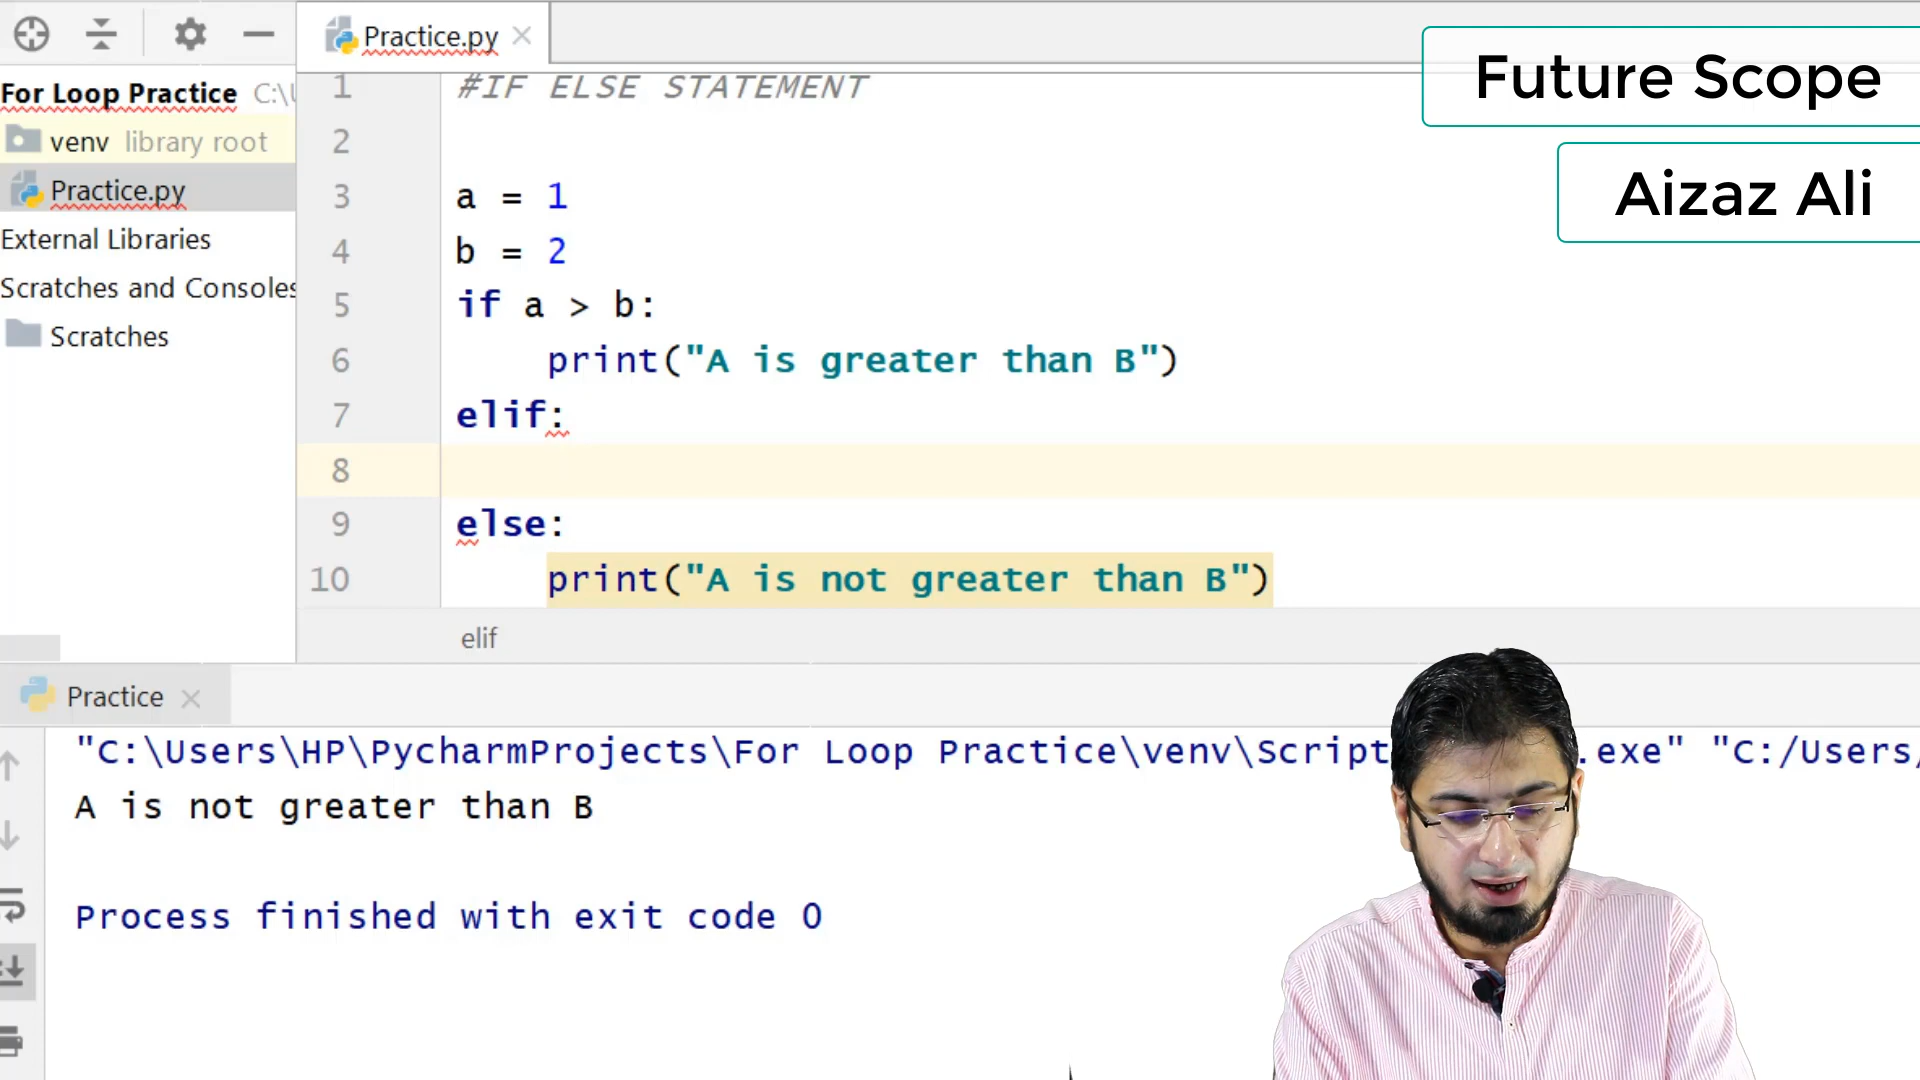 Practice.py
Future Scope
Aizaz Ali
For Loop Practice C:\
venv library root
Practice.py
External Libraries
Scratches and Consoles
Scratches
1 #IF ELSE STATEMENT
2
3 a = 1
4 b = 2
5 if a > b:
6 print("A is greater than B")
7 elif:
8
9 else:
10 print("A is not greater than B")
elif
Practice
"C:\Users\HP\PycharmProjects\For Loop Practice\venv\Script .exe" "C:/Users/
A is not greater than B
Process finished with exit code 0